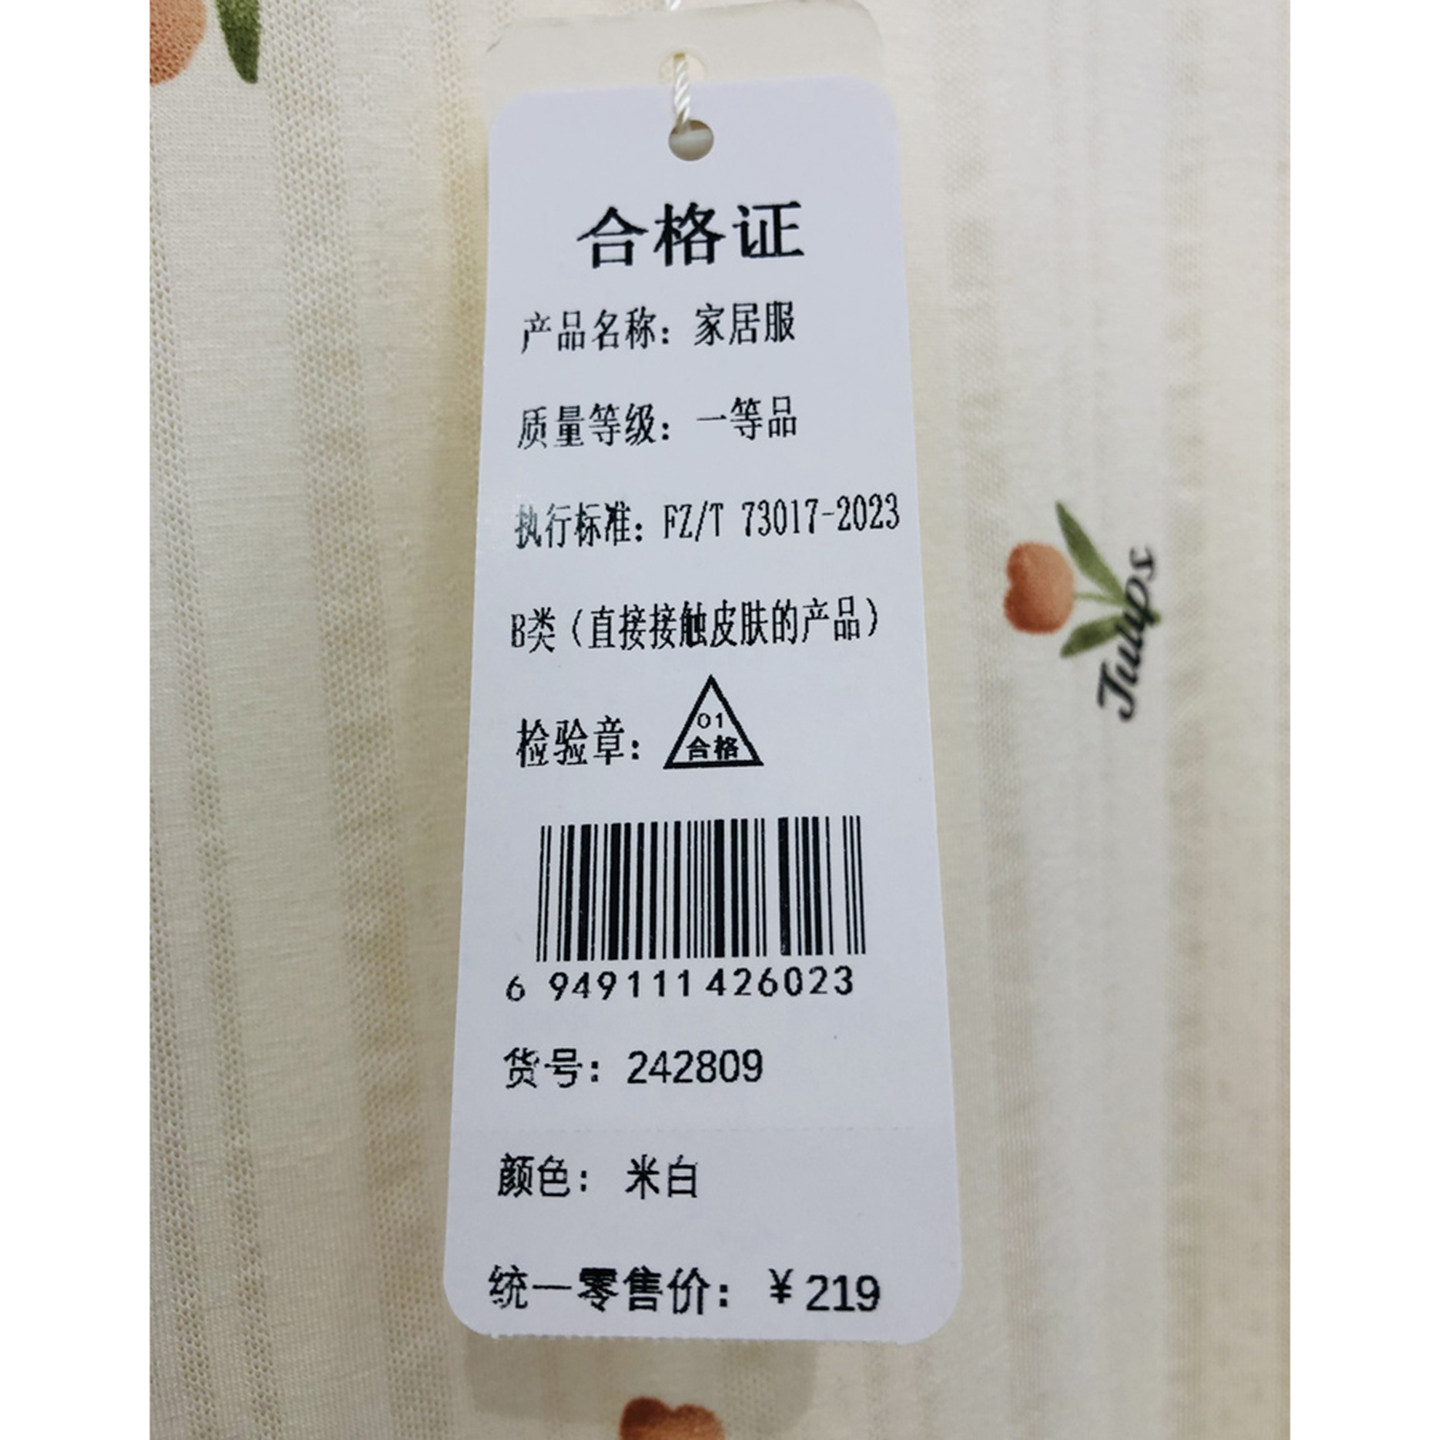 合格证
产品名称：家居服
质量等级：一等品
执行标准：FZ/T 73017-2023
B类（直接接触皮肤的产品）
检验章：
01
合格
6 949111 426023
货号：242809
颜色： 米白
统一零售价：￥219
Tulips